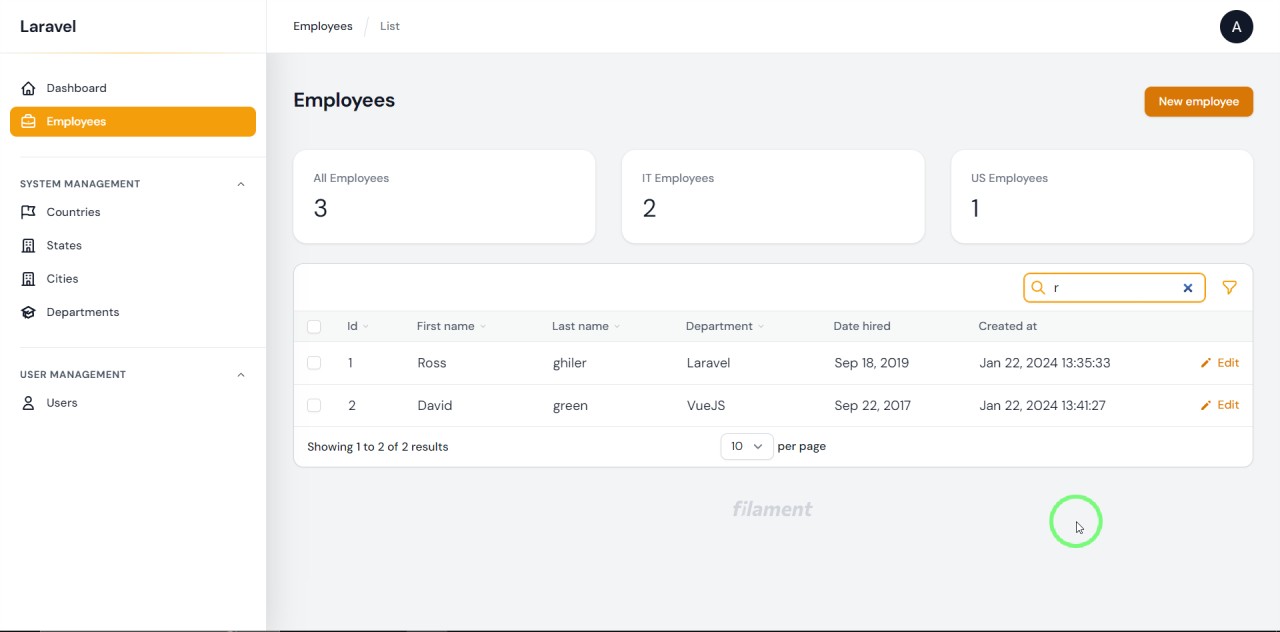 Laravel
Employees / List
A
Dashboard
Employees
SYSTEM MANAGEMENT
Countries
States
Cities
Departments
USER MANAGEMENT
Users
Employees
New employee
All Employees
3
IT Employees
2
US Employees
1
r
Id First name Last name Department Date hired Created at
1 Ross ghiler Laravel Sep 18, 2019 Jan 22, 2024 13:35:33 Edit
2 David green VueJS Sep 22, 2017 Jan 22, 2024 13:41:27 Edit
Showing 1 to 2 of 2 results 10 per page
filament